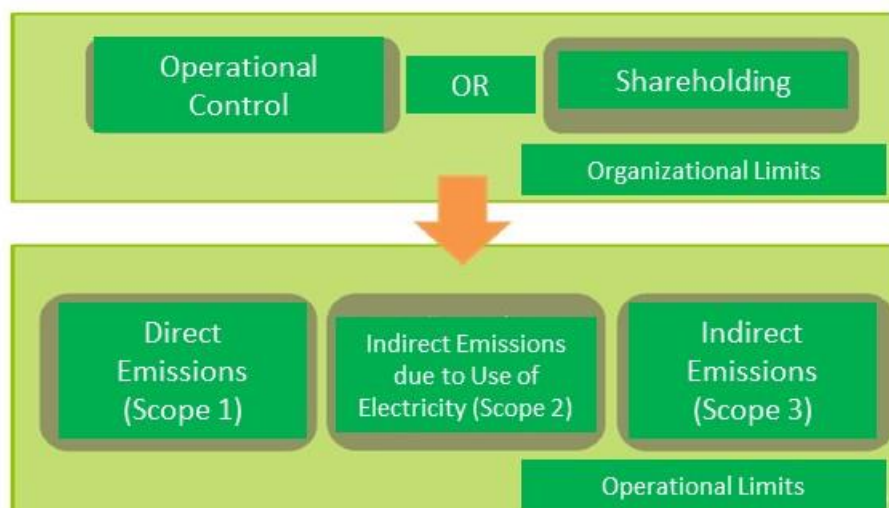 Operational
Control
OR
Shareholding
Organizational Limits
Direct
Emissions
(Scope 1)
Indirect Emissions
due to Use of
Electricity (Scope 2)
Indirect
Emissions
(Scope 3)
Operational Limits